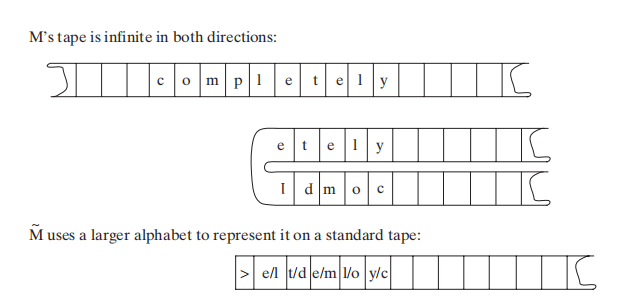 M's tape is infinite in both directions:
c o m p l e t e l y
e t e l y
l d m o c
M̃ uses a larger alphabet to represent it on a standard tape:
> e/l t/d e/m l/o y/c